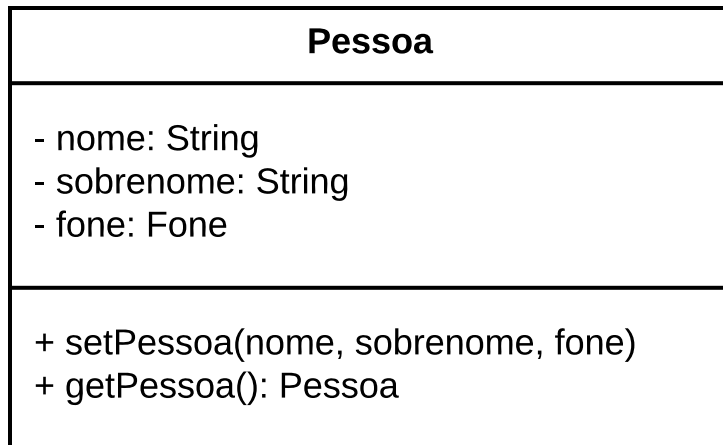 Pessoa
- nome: String
- sobrenome: String
- fone: Fone
+ setPessoa(nome, sobrenome, fone)
+ getPessoa(): Pessoa